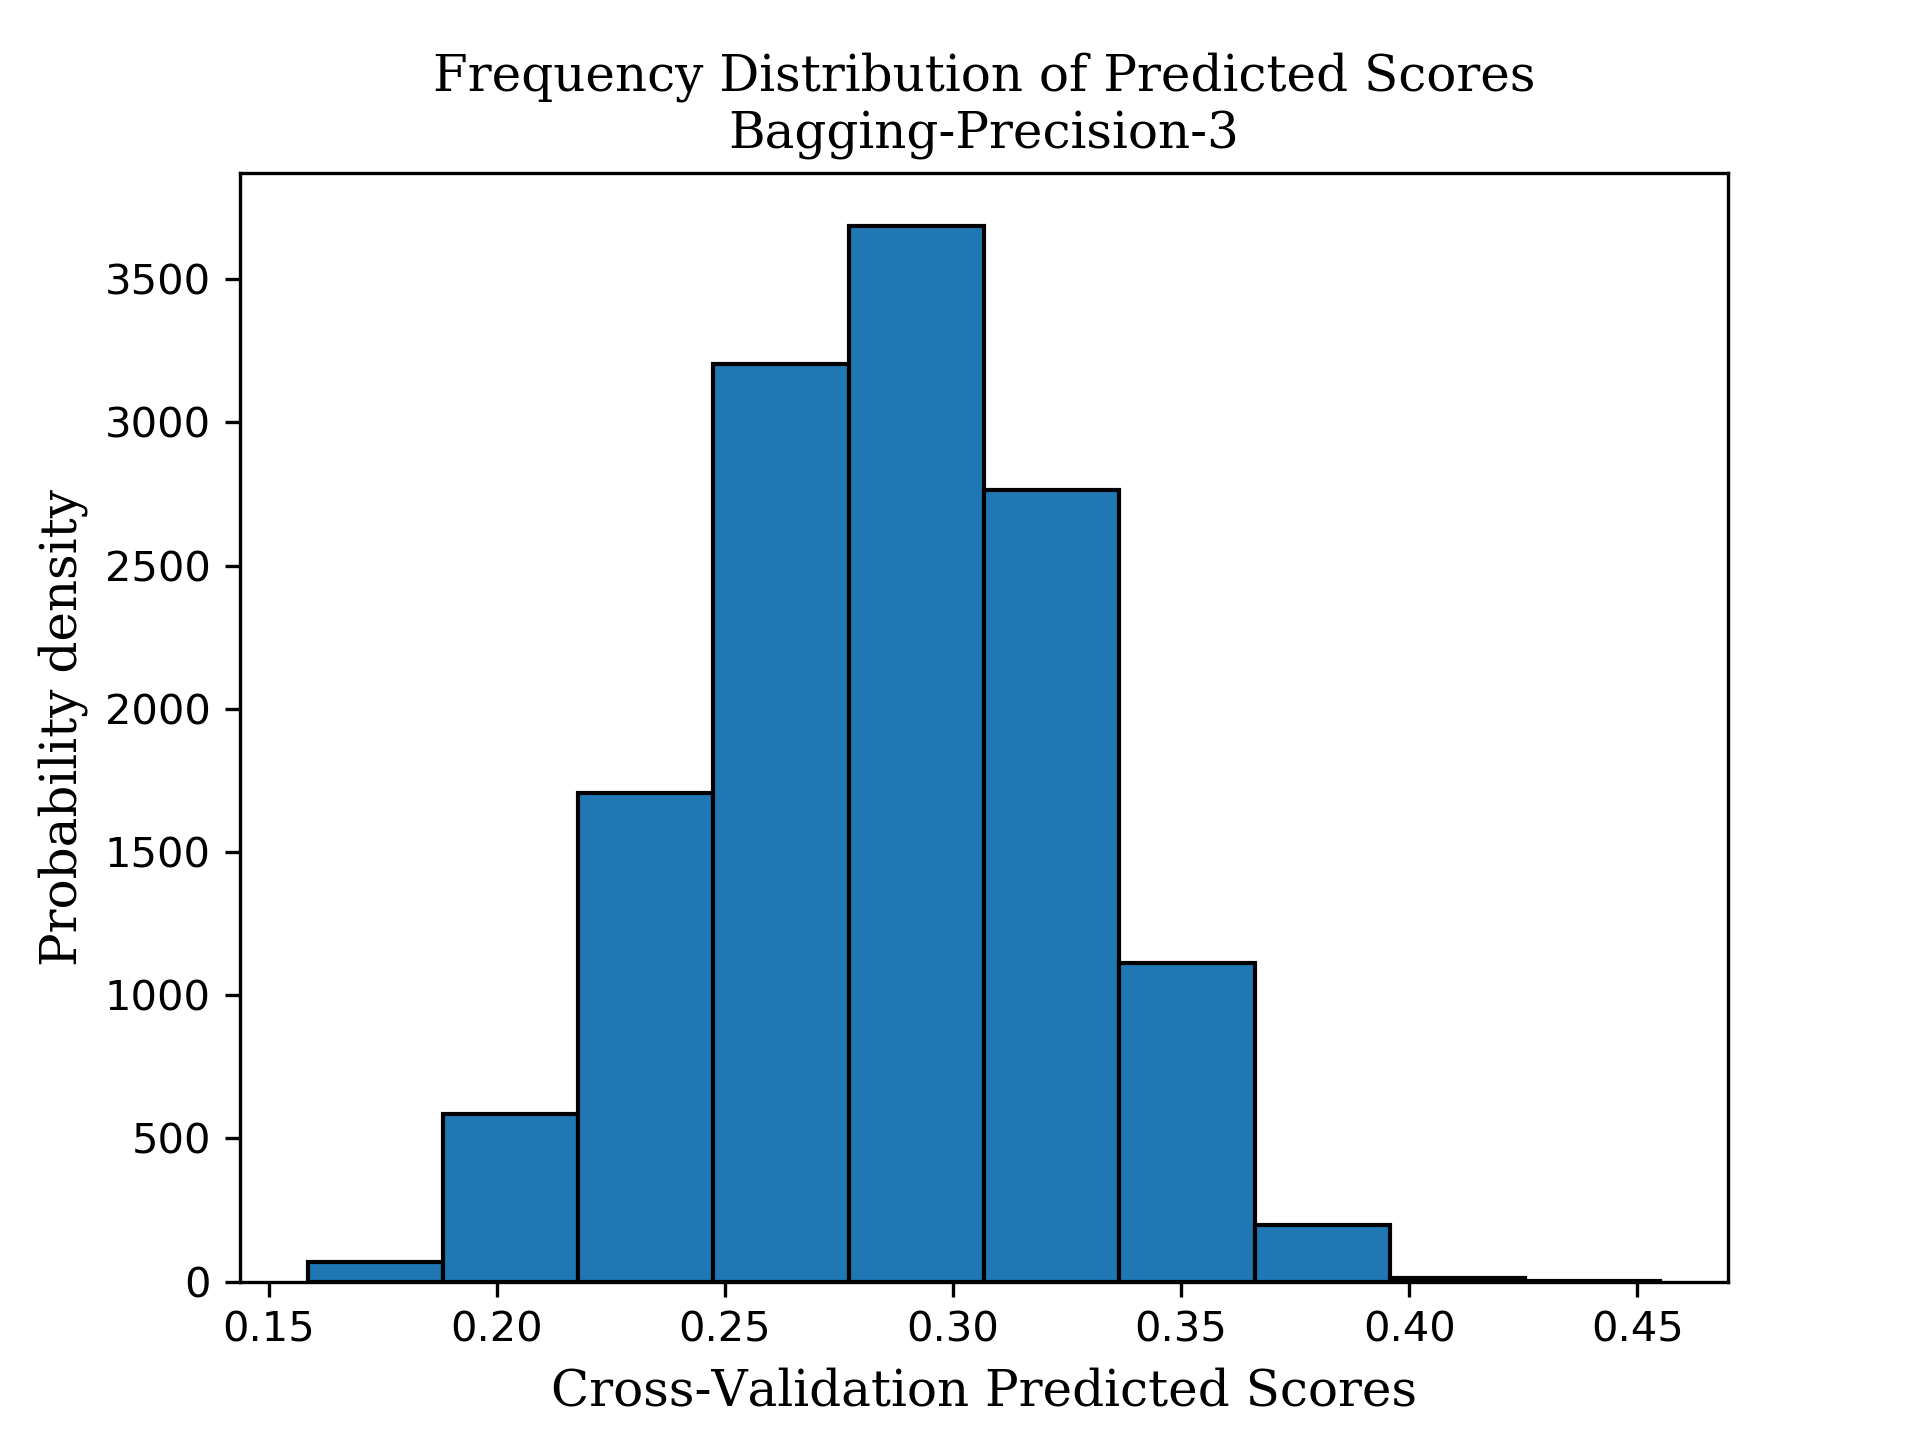 Frequency Distribution of Predicted Scores
Bagging-Precision-3
Probability density
3500
3000
2500
2000
1500
1000
500
0
0.15 0.20 0.25 0.30 0.35 0.40 0.45
Cross-Validation Predicted Scores